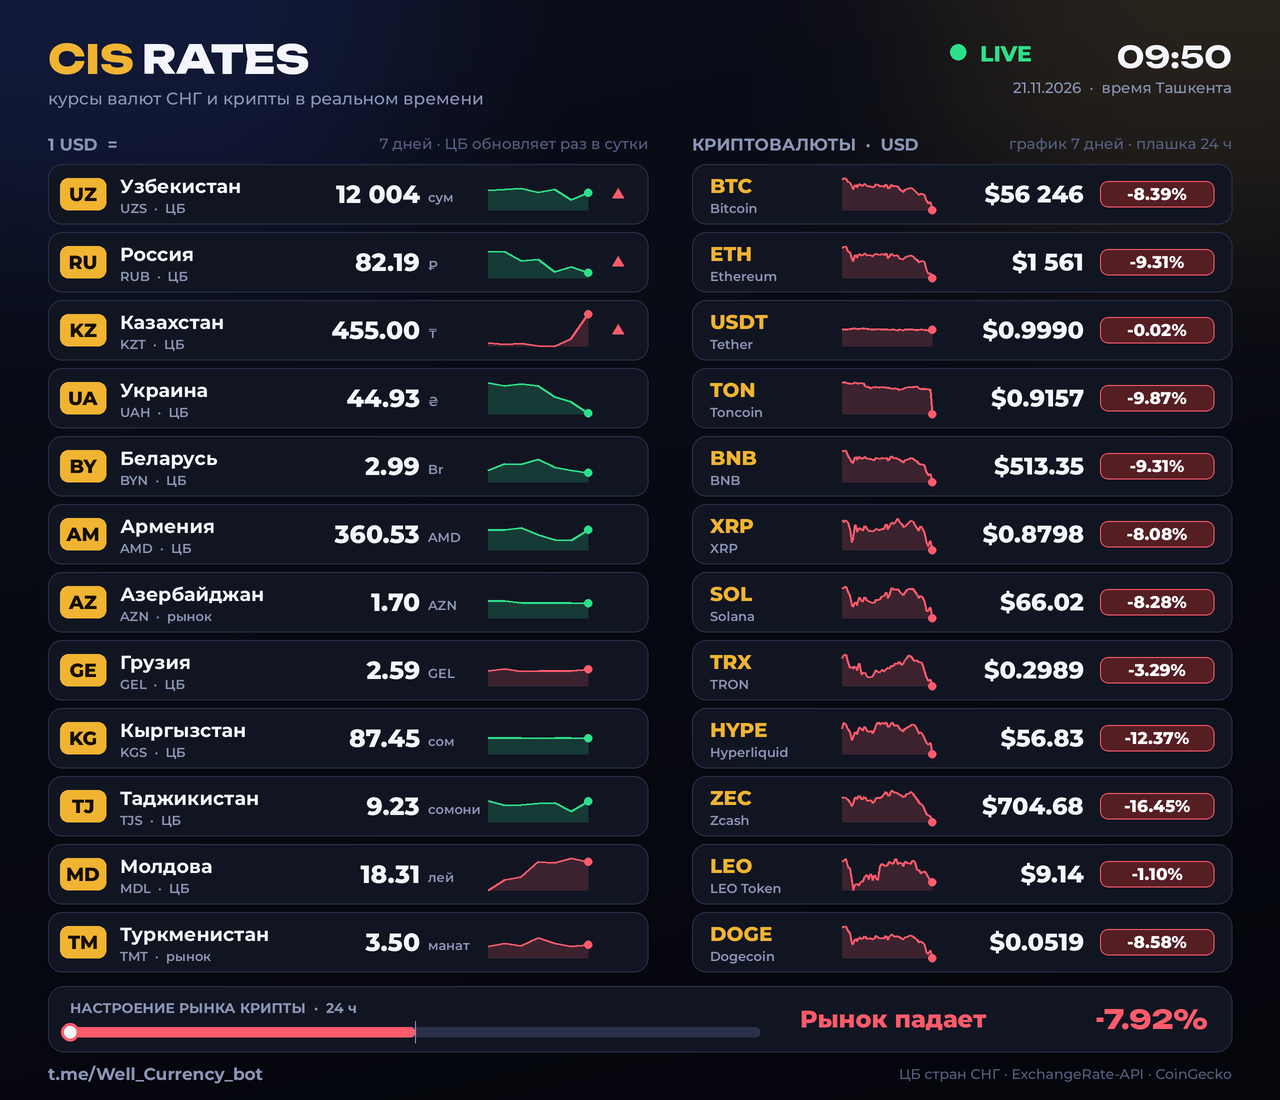 CIS RATES
курсы валют СНГ и крипты в реальном времени
LIVE
09:50
21.11.2026 · время Ташкента
1 USD =
7 дней · ЦБ обновляет раз в сутки
UZ Узбекистан 12 004 сум
UZS · ЦБ
RU Россия 82.19 ₽
RUB · ЦБ
KZ Казахстан 455.00 ₸
KZT · ЦБ
UA Украина 44.93 ₴
UAH · ЦБ
BY Беларусь 2.99 Br
BYN · ЦБ
AM Армения 360.53 AMD
AMD · ЦБ
AZ Азербайджан 1.70 AZN
AZN · рынок
GE Грузия 2.59 GEL
GEL · ЦБ
KG Кыргызстан 87.45 сом
KGS · ЦБ
TJ Таджикистан 9.23 сомони
TJS · ЦБ
MD Молдова 18.31 лей
MDL · ЦБ
TM Туркменистан 3.50 манат
TMT · рынок
КРИПТОВАЛЮТЫ · USD
график 7 дней · плашка 24 ч
BTC $56 246 -8.39%
Bitcoin
ETH $1 561 -9.31%
Ethereum
USDT $0.9990 -0.02%
Tether
TON $0.9157 -9.87%
Toncoin
BNB $513.35 -9.31%
BNB
XRP $0.8798 -8.08%
XRP
SOL $66.02 -8.28%
Solana
TRX $0.2989 -3.29%
TRON
HYPE $56.83 -12.37%
Hyperliquid
ZEC $704.68 -16.45%
Zcash
LEO $9.14 -1.10%
LEO Token
DOGE $0.0519 -8.58%
Dogecoin
НАСТРОЕНИЕ РЫНКА КРИПТЫ · 24 ч
Рынок падает
-7.92%
t.me/Well_Currency_bot
ЦБ стран СНГ · ExchangeRate-API · CoinGecko